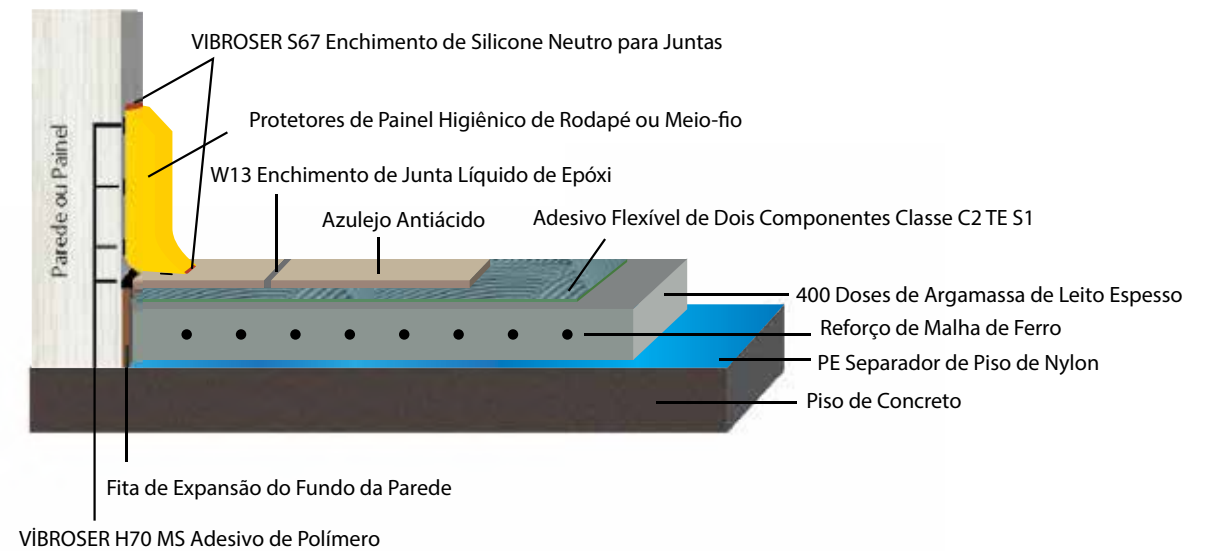 VIBROSER S67 Enchimento de Silicone Neutro para Juntas
Protetores de Painel Higiênico de Rodapé ou Meio-fio
W13 Enchimento de Junta Líquido de Epóxi
Azulejo Antiácido
Adesivo Flexível de Dois Componentes Classe C2 TE S1
Parede ou Painel
400 Doses de Argamassa de Leito Espesso
Reforço de Malha de Ferro
PE Separador de Piso de Nylon
Piso de Concreto
Fita de Expansão do Fundo da Parede
VİBROSER H70 MS Adesivo de Polímero